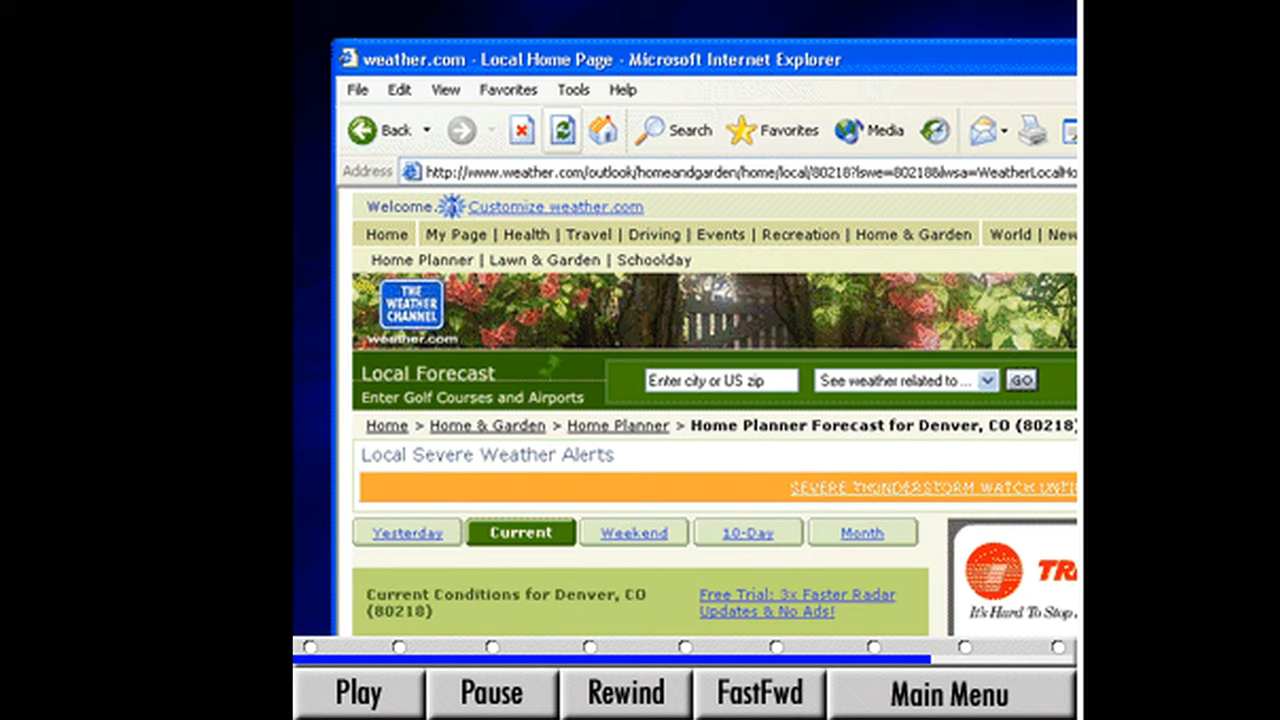 weather.com - Local Home Page - Microsoft Internet Explorer
File Edit View Favorites Tools Help
Back Search Favorites Media
Address http://www.weather.com/outlook/homeandgarden/home/local/80218?lswe=80218&lwsa=WeatherLocalHo
Welcome. Customize weather.com
Home My Page | Health | Travel | Driving | Events | Recreation | Home & Garden World | New
Home Planner | Lawn & Garden | Schoolday
THE
WEATHER
CHANNEL
weather.com
Local Forecast Enter city or US zip See weather related to ... GO
Enter Golf Courses and Airports
Home > Home & Garden > Home Planner > Home Planner Forecast for Denver, CO (80218)
Local Severe Weather Alerts
SEVERE THUNDERSTORM WATCH UNTI
Yesterday Current Weekend 10-Day Month
TR
Current Conditions for Denver, CO
(80218)
Free Trial: 3x Faster Radar
Updates & No Ads!
It's Hard To Stop
Play Pause Rewind FastFwd Main Menu